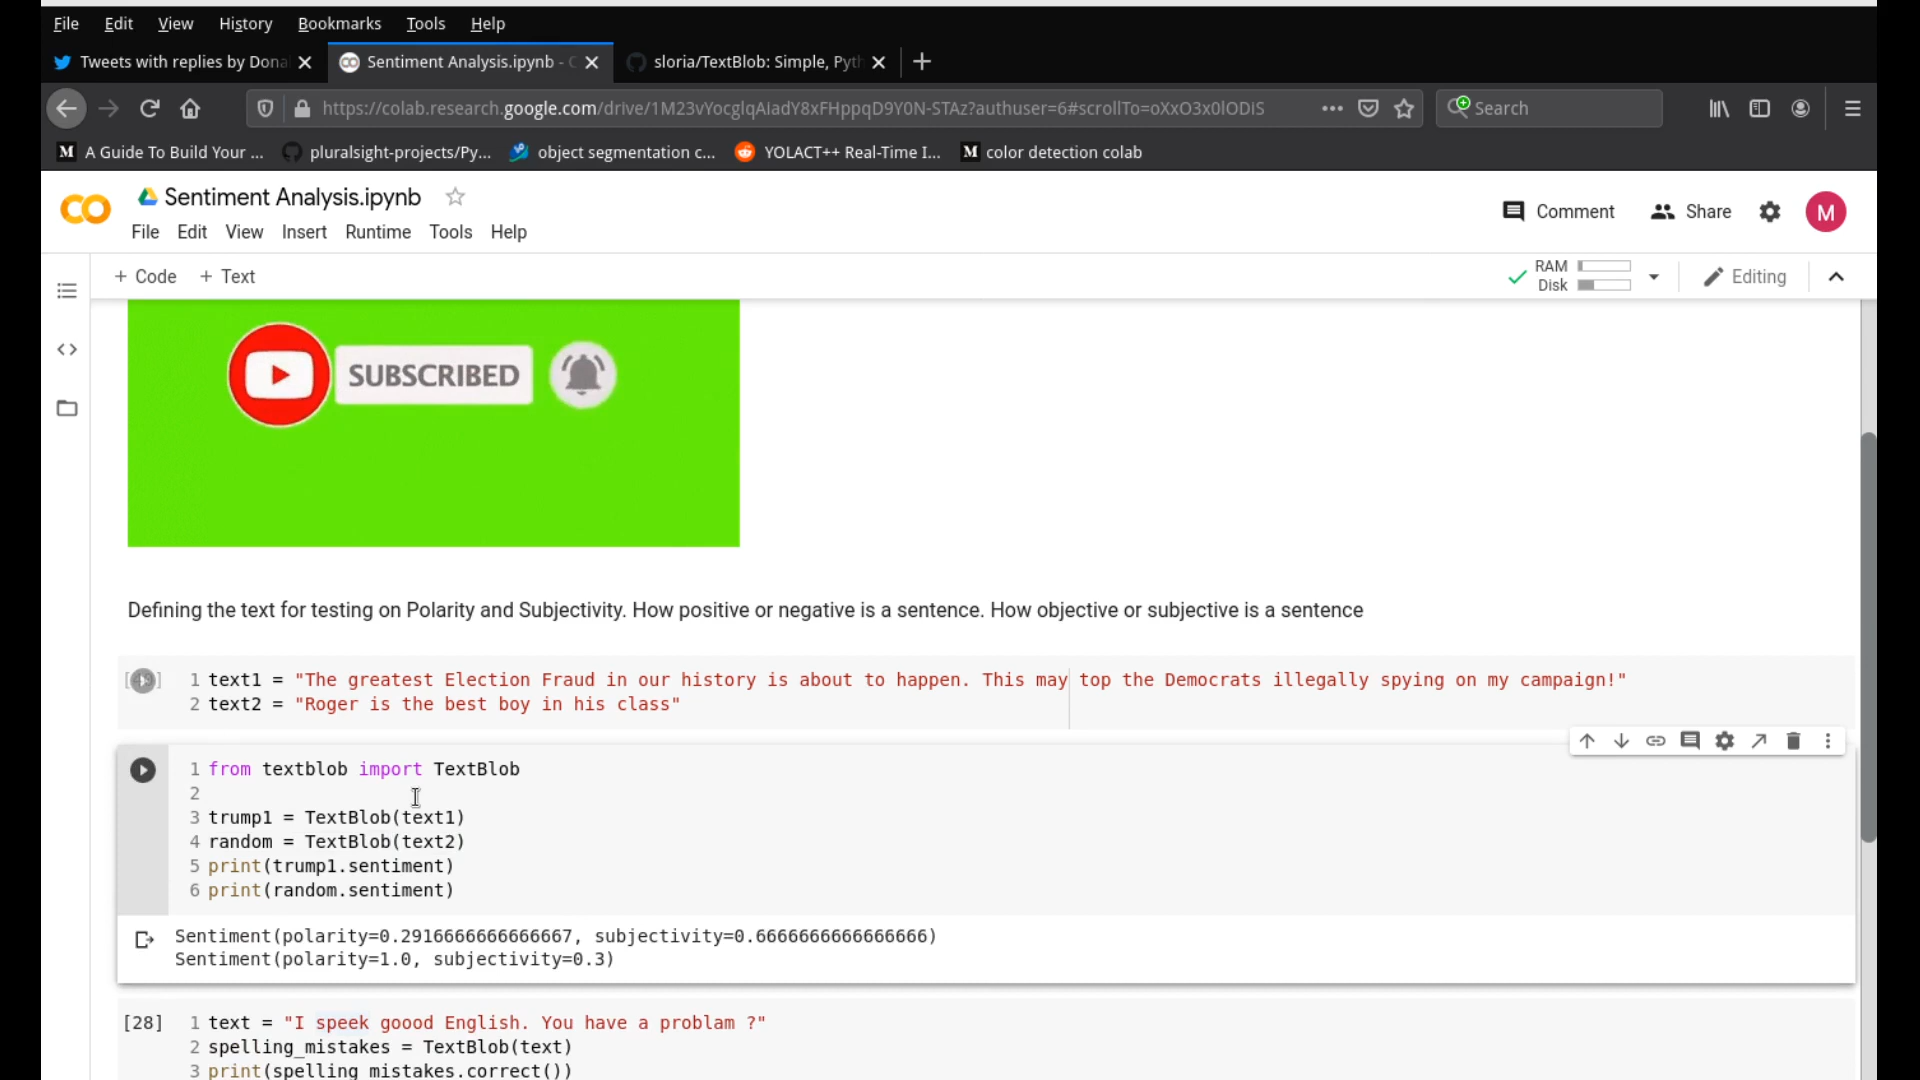 File Edit View History Bookmarks Tools Help
Tweets with replies by Dona Sentiment Analysis.ipynb - C sloria/TextBlob: Simple, Pyth
https://colab.research.google.com/drive/1M23vYocglqAIadY8xFHppqD9Y0N-STAz?authuser=6#scrollTo=oXxO3x0lODiS Search
A Guide To Build Your ... pluralsight-projects/Py... object segmentation c... YOLACT++ Real-Time I... color detection colab
Sentiment Analysis.ipynb
Comment Share M
File Edit View Insert Runtime Tools Help
+ Code + Text
RAM
Disk
Editing
SUBSCRIBED
Defining the text for testing on Polarity and Subjectivity. How positive or negative is a sentence. How objective or subjective is a sentence
1 text1 = "The greatest Election Fraud in our history is about to happen. This may top the Democrats illegally spying on my campaign!"
2 text2 = "Roger is the best boy in his class"
1 from textblob import TextBlob
2
3 trump1 = TextBlob(text1)
4 random = TextBlob(text2)
5 print(trump1.sentiment)
6 print(random.sentiment)
Sentiment(polarity=0.2916666666666667, subjectivity=0.6666666666666666)
Sentiment(polarity=1.0, subjectivity=0.3)
[28] 1 text = "I speek goood English. You have a problam ?"
2 spelling_mistakes = TextBlob(text)
3 print(spelling_mistakes.correct())